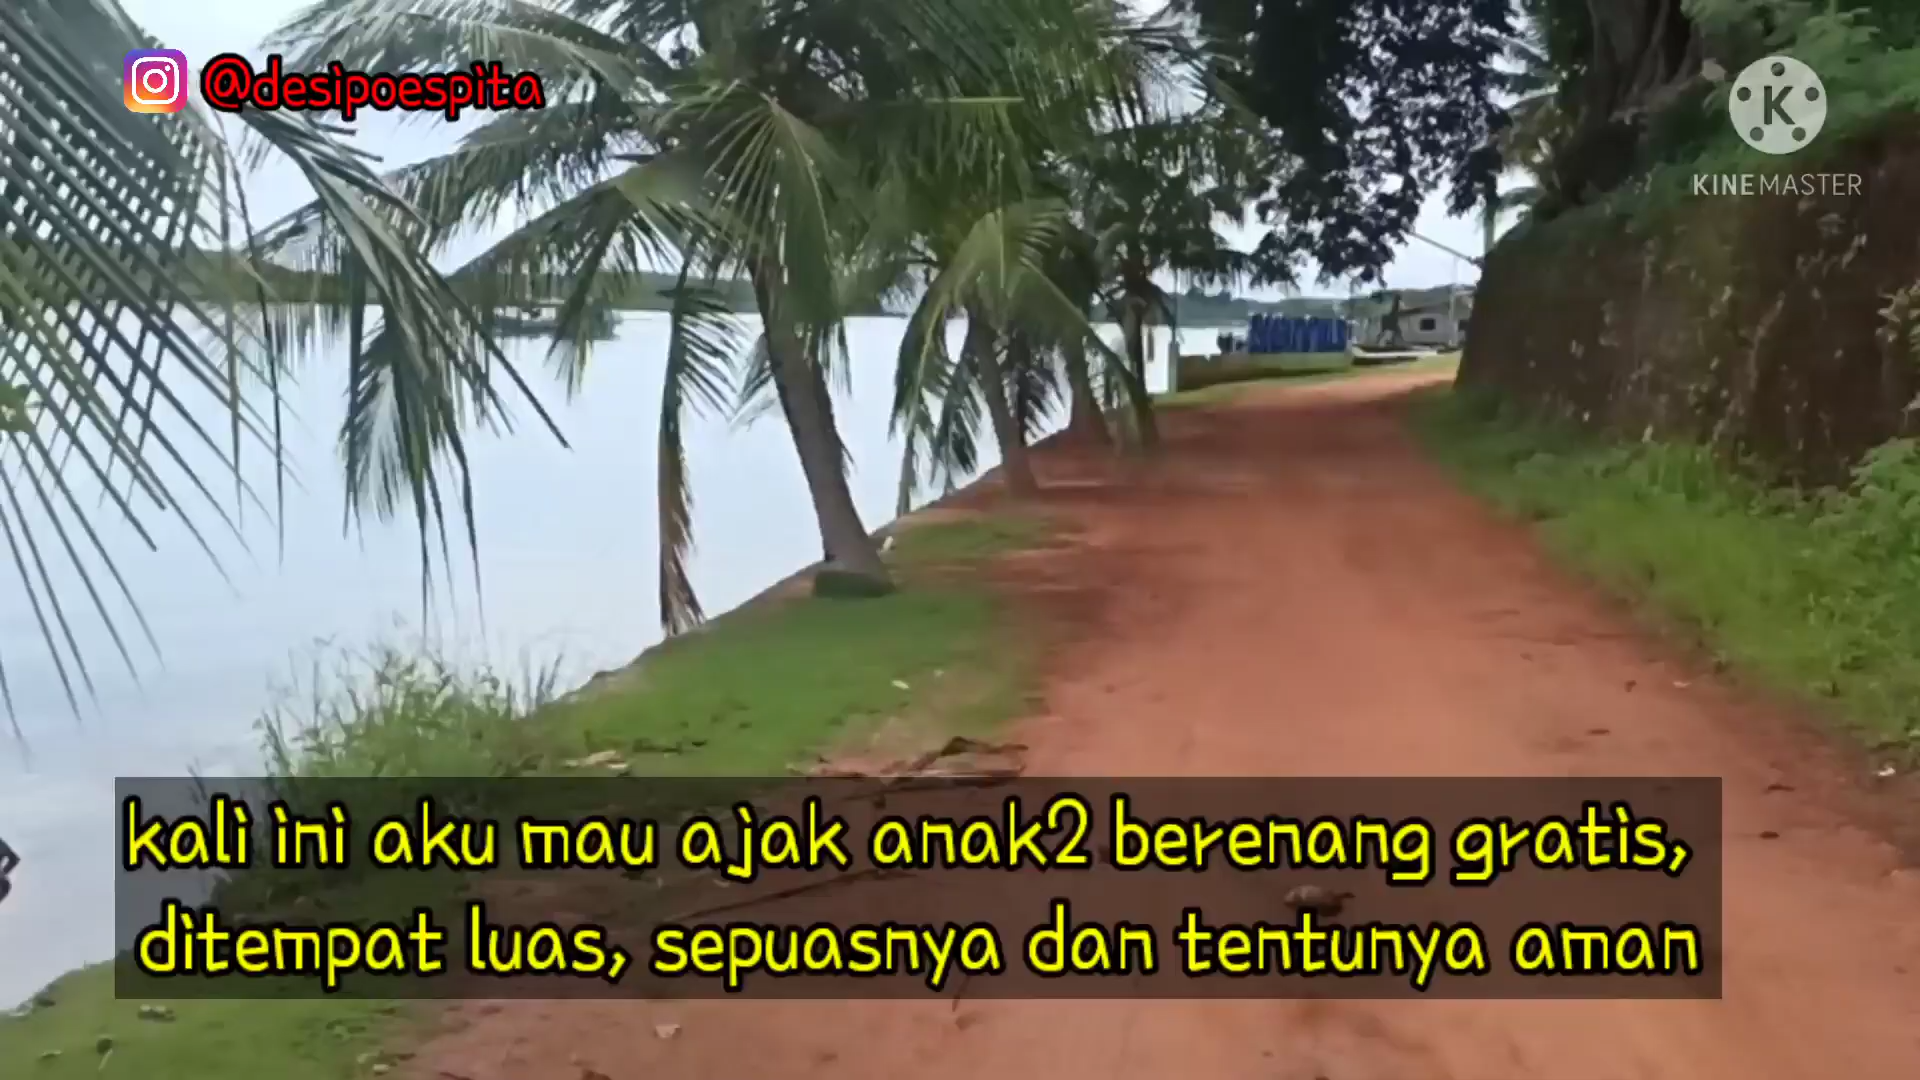 @desipoespita
KINEMASTER
kali ini aku mau ajak anak2 berenang gratis,
ditempat luas, sepuasnya dan tentunya aman